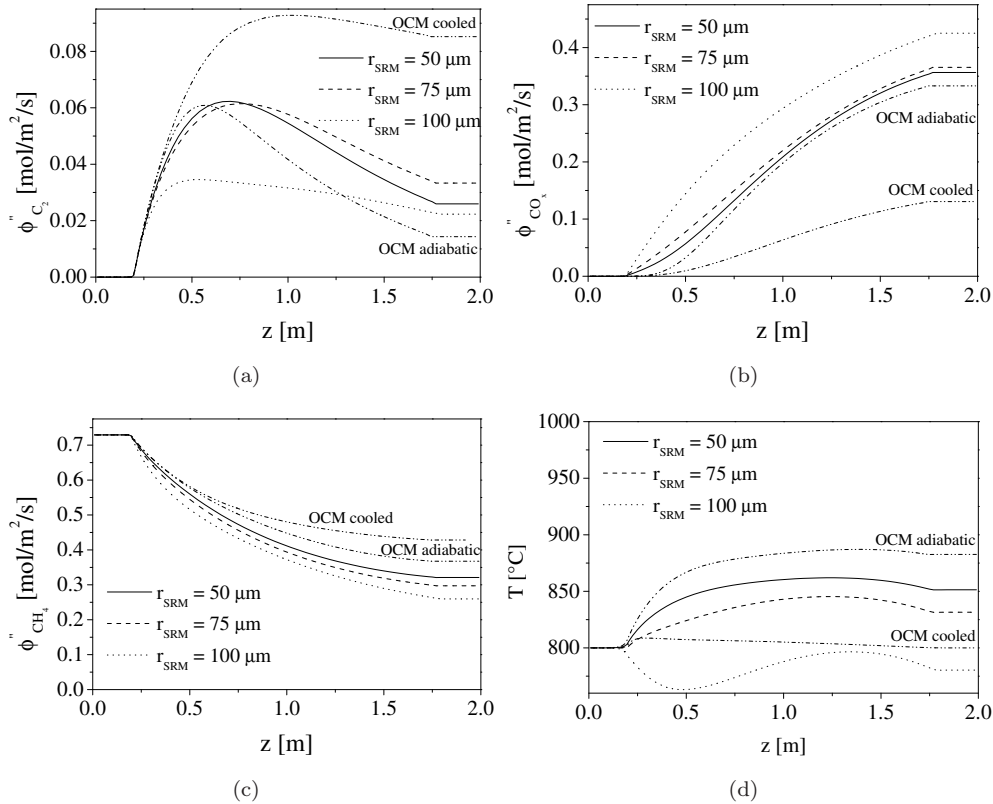 OCM cooled
r_SRM = 50 μm
r_SRM = 75 μm
r_SRM = 100 μm
OCM adiabatic
0.08
0.06
0.04
0.02
0.00
ϕ''_C₂ [mol/m²/s]
0.0 0.5 1.0 1.5 2.0
z [m]
(a)
r_SRM = 50 μm
r_SRM = 75 μm
r_SRM = 100 μm
OCM adiabatic
OCM cooled
0.4
0.3
0.2
0.1
0.0
ϕ''_COₓ [mol/m²/s]
0.0 0.5 1.0 1.5 2.0
z [m]
(b)
OCM cooled
OCM adiabatic
r_SRM = 50 μm
r_SRM = 75 μm
r_SRM = 100 μm
0.7
0.6
0.5
0.4
0.3
0.2
0.1
0.0
ϕ''_CH₄ [mol/m²/s]
0.0 0.5 1.0 1.5 2.0
z [m]
(c)
r_SRM = 50 μm
r_SRM = 75 μm
r_SRM = 100 μm
OCM adiabatic
OCM cooled
1000
950
900
850
800
T [°C]
0.0 0.5 1.0 1.5 2.0
z [m]
(d)